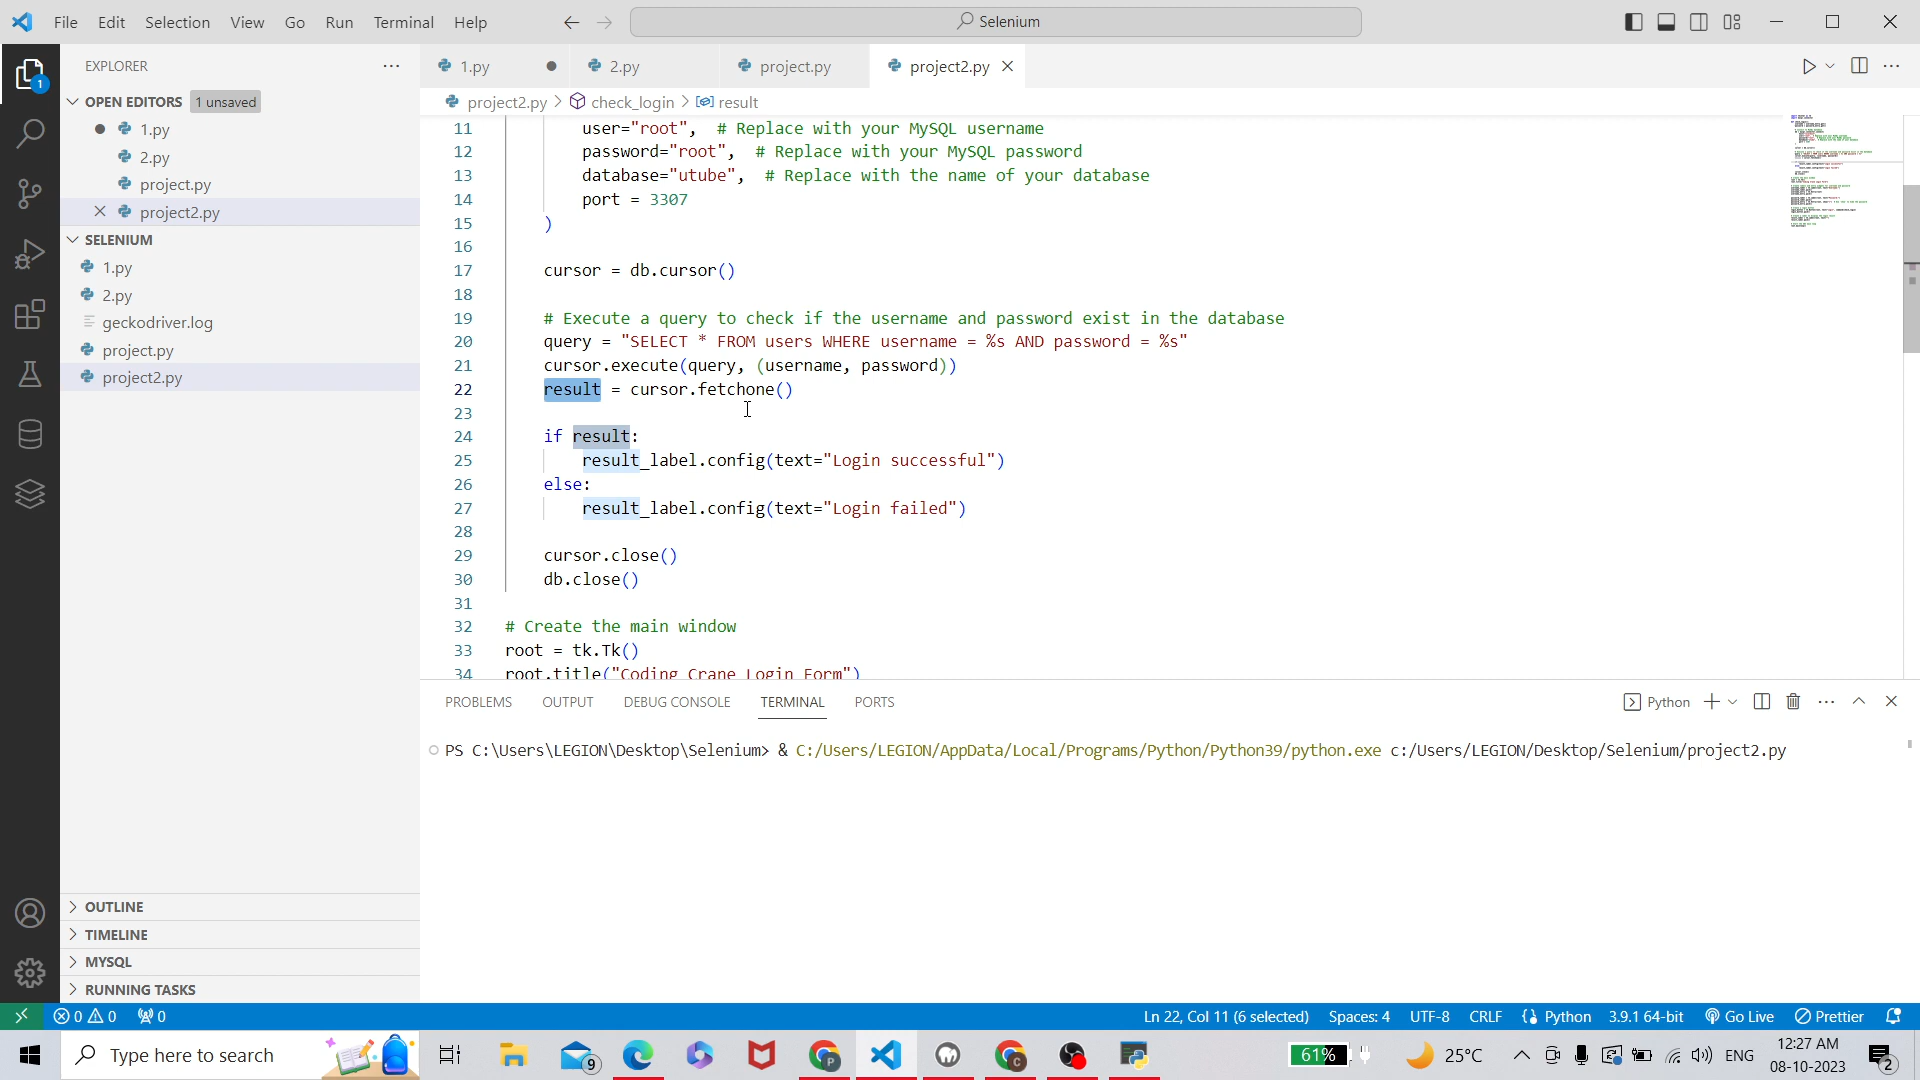 File Edit Selection View Go Run Terminal Help
Selenium
EXPLORER
1.py
2.py
project.py
project2.py
OPEN EDITORS 1 unsaved
project2.py > check_login > result
1.py
2.py
project.py
project2.py
SELENIUM
1.py
2.py
geckodriver.log
project.py
project2.py
11 user="root", # Replace with your MySQL username
12 password="root", # Replace with your MySQL password
13 database="utube", # Replace with the name of your database
14 port = 3307
15 )
16
17 cursor = db.cursor()
18
19 # Execute a query to check if the username and password exist in the database
20 query = "SELECT * FROM users WHERE username = %s AND password = %s"
21 cursor.execute(query, (username, password))
22 result = cursor.fetchone()
23
24 if result:
25 result_label.config(text="Login successful")
26 else:
27 result_label.config(text="Login failed")
28
29 cursor.close()
30 db.close()
31
32 # Create the main window
33 root = tk.Tk()
34 root.title("Coding Crane Login Form")
PROBLEMS OUTPUT DEBUG CONSOLE TERMINAL PORTS
Python
PS C:\Users\LEGION\Desktop\Selenium> & C:/Users/LEGION/AppData/Local/Programs/Python/Python39/python.exe c:/Users/LEGION/Desktop/Selenium/project2.py
OUTLINE
TIMELINE
MYSQL
RUNNING TASKS
0 0 0
Ln 22, Col 11 (6 selected) Spaces: 4 UTF-8 CRLF Python 3.9.1 64-bit Go Live Prettier
Type here to search
9
61%
25°C
ENG
12:27 AM
08-10-2023
2